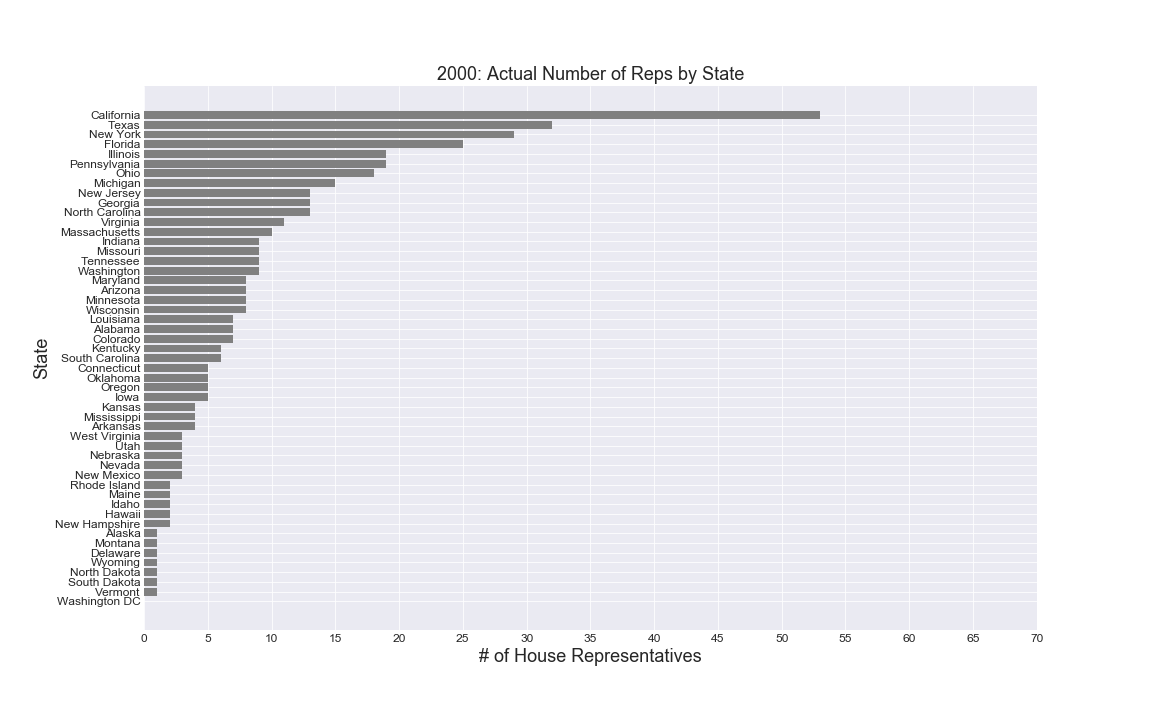 2000: Actual Number of Reps by State
California
Texas
New York
Florida
Illinois
Pennsylvania
Ohio
Michigan
New Jersey
Georgia
North Carolina
Virginia
Massachusetts
Indiana
Missouri
Tennessee
Washington
Maryland
Arizona
Minnesota
Wisconsin
Louisiana
Alabama
Colorado
Kentucky
South Carolina
Connecticut
Oklahoma
Oregon
Iowa
Kansas
Mississippi
Arkansas
West Virginia
Utah
Nebraska
Nevada
New Mexico
Rhode Island
Maine
Idaho
Hawaii
New Hampshire
Alaska
Montana
Delaware
Wyoming
North Dakota
South Dakota
Vermont
Washington DC
State
0 5 10 15 20 25 30 35 40 45 50 55 60 65 70
# of House Representatives